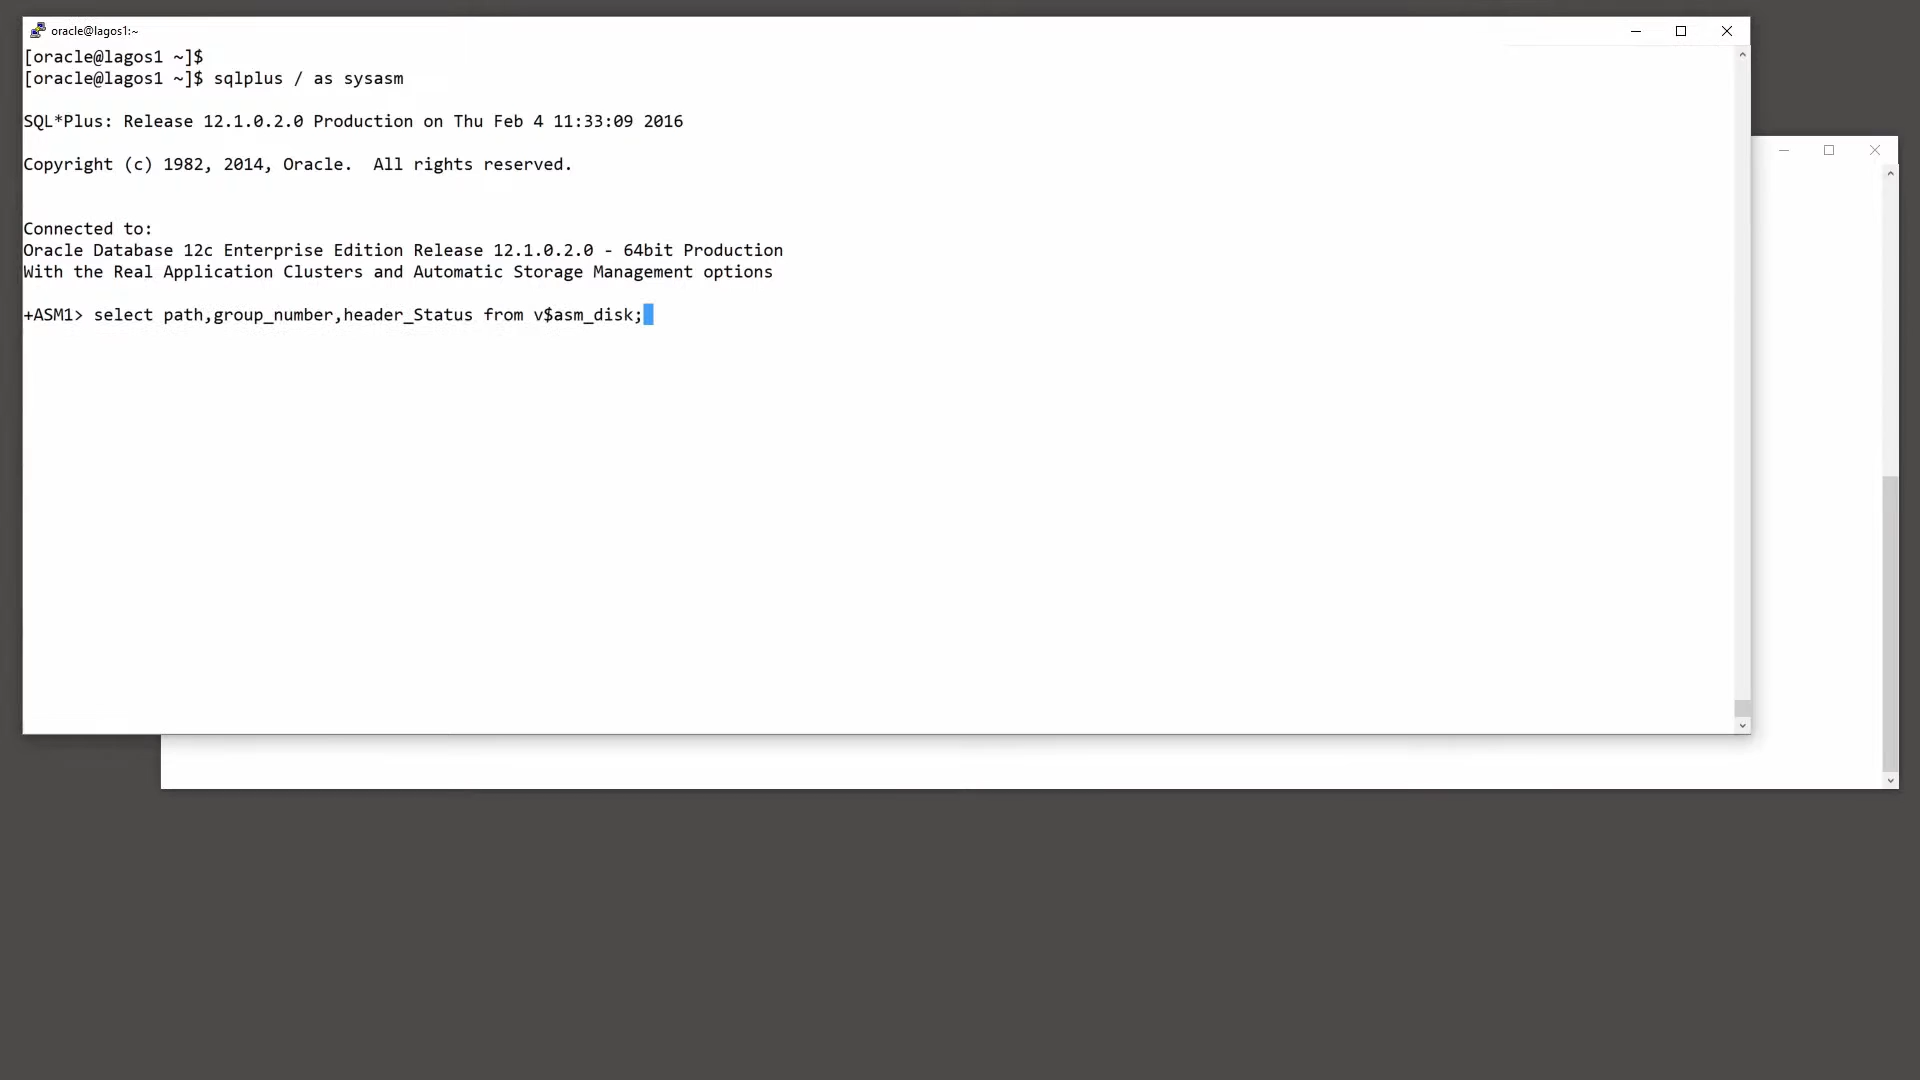 oracle@lagos1:~
[oracle@lagos1 ~]$
[oracle@lagos1 ~]$ sqlplus / as sysasm
SQL*Plus: Release 12.1.0.2.0 Production on Thu Feb 4 11:33:09 2016
Copyright (c) 1982, 2014, Oracle.  All rights reserved.
Connected to:
Oracle Database 12c Enterprise Edition Release 12.1.0.2.0 - 64bit Production
With the Real Application Clusters and Automatic Storage Management options
+ASM1> select path,group_number,header_Status from v$asm_disk;